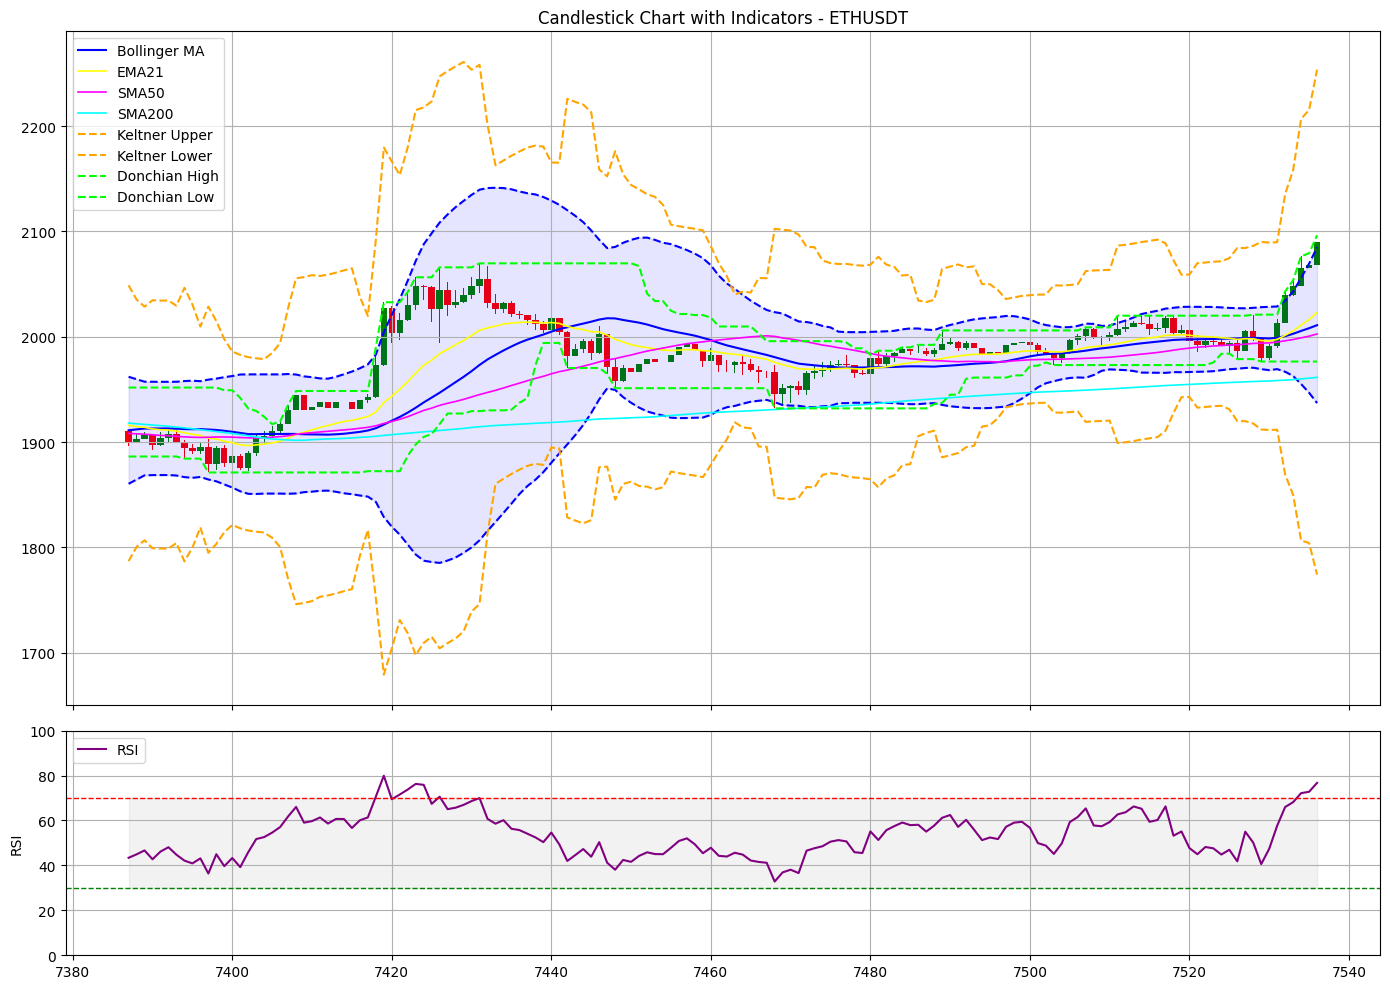 Candlestick Chart with Indicators - ETHUSDT
Bollinger MA
EMA21
SMA50
SMA200
Keltner Upper
Keltner Lower
Donchian High
Donchian Low
2200
2100
2000
1900
1800
1700
RSI
100
80
60
40
20
0
RSI
7380 7400 7420 7440 7460 7480 7500 7520 7540